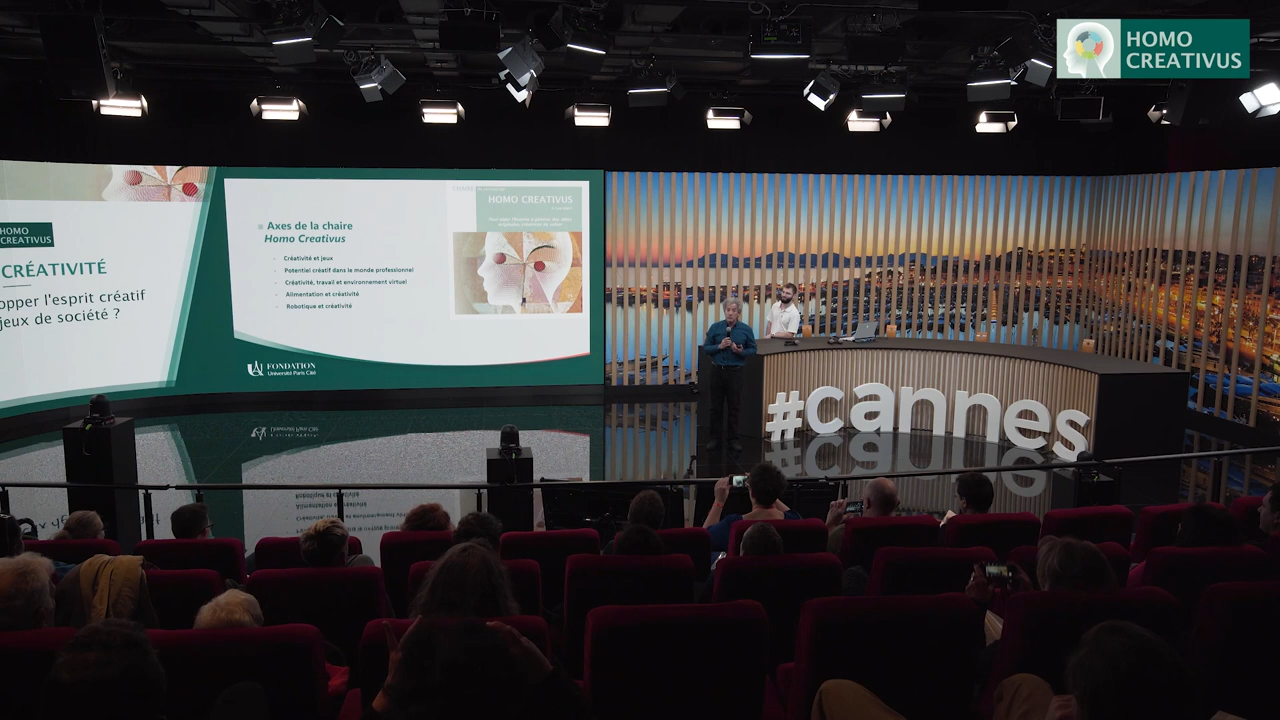 HOMO
CREATIVUS
HOMO
CREATIVUS
CRÉATIVITÉ
opper l'esprit créatif
jeux de société ?
Axes de la chaire
Homo Creativus
Créativité et jeux
Potentiel créatif dans le monde professionnel
Créativité, travail et environnement virtuel
Alimentation et créativité
Robotique et créativité
HOMO CREATIVUS
FONDATION
Université Paris Cité
#cannes